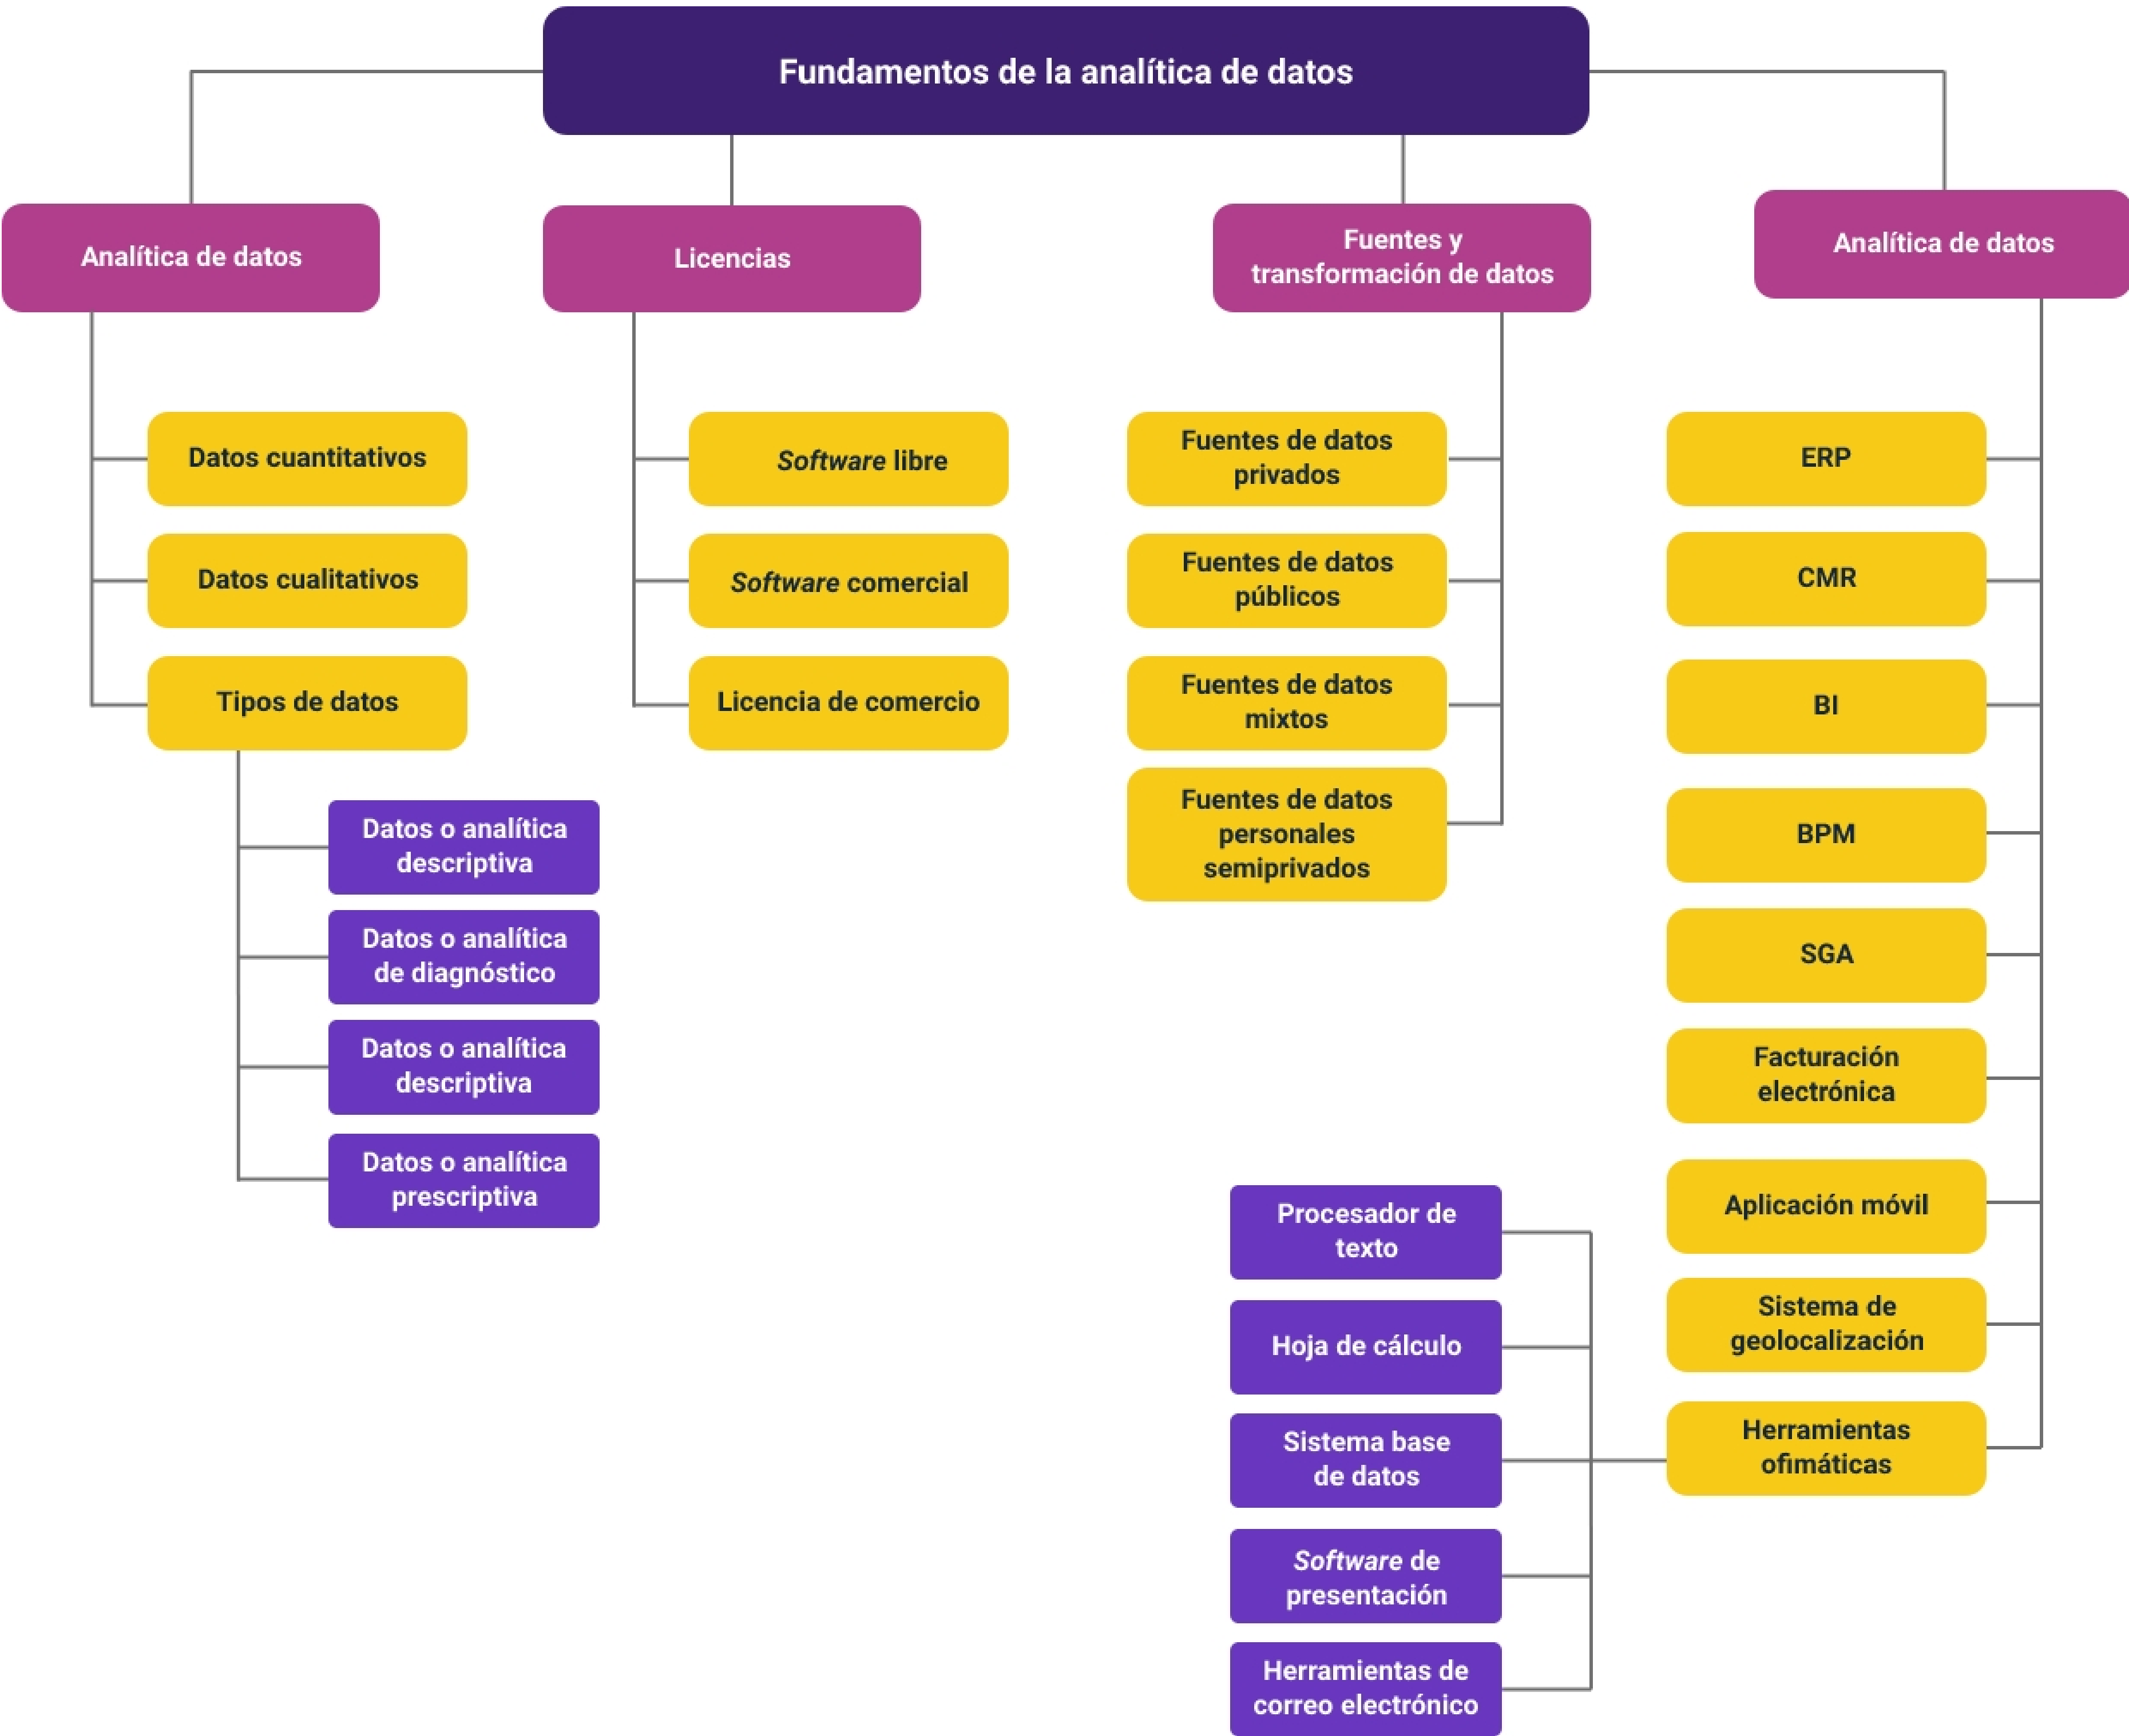 Fundamentos de la analítica de datos
Analítica de datos
Datos cuantitativos
Datos cualitativos
Tipos de datos
Datos o analítica
descriptiva
Datos o analítica
de diagnóstico
Datos o analítica
descriptiva
Datos o analítica
prescriptiva
Licencias
Software libre
Software comercial
Licencia de comercio
Fuentes y
transformación de datos
Fuentes de datos
privados
Fuentes de datos
públicos
Fuentes de datos
mixtos
Fuentes de datos
personales
semiprivados
Analítica de datos
ERP
CMR
BI
BPM
SGA
Facturación
electrónica
Aplicación móvil
Sistema de
geolocalización
Herramientas
ofimáticas
Procesador de
texto
Hoja de cálculo
Sistema base
de datos
Software de
presentación
Herramientas de
correo electrónico